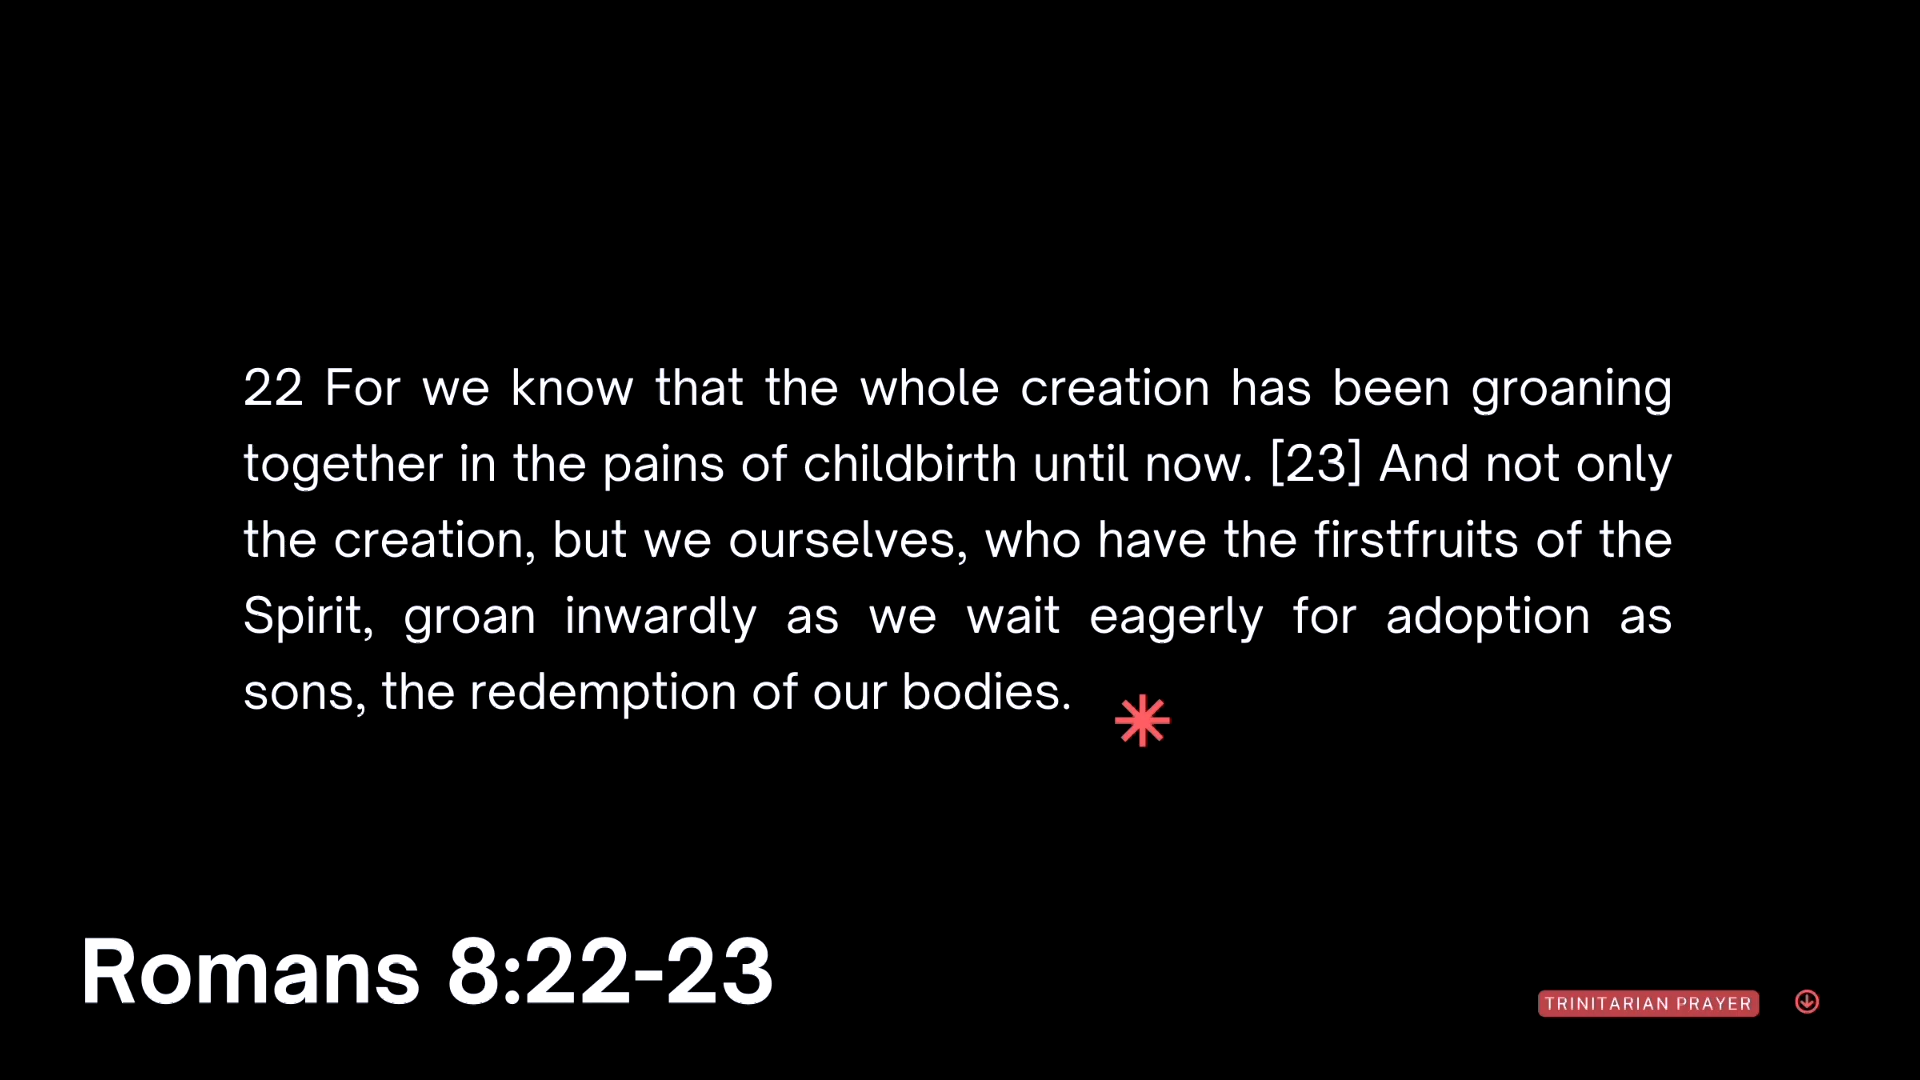 22 For we know that the whole creation has been groaning
together in the pains of childbirth until now. [23] And not only
the creation, but we ourselves, who have the firstfruits of the
Spirit, groan inwardly as we wait eagerly for adoption as
sons, the redemption of our bodies.
Romans 8:22-23
TRINITARIAN PRAYER